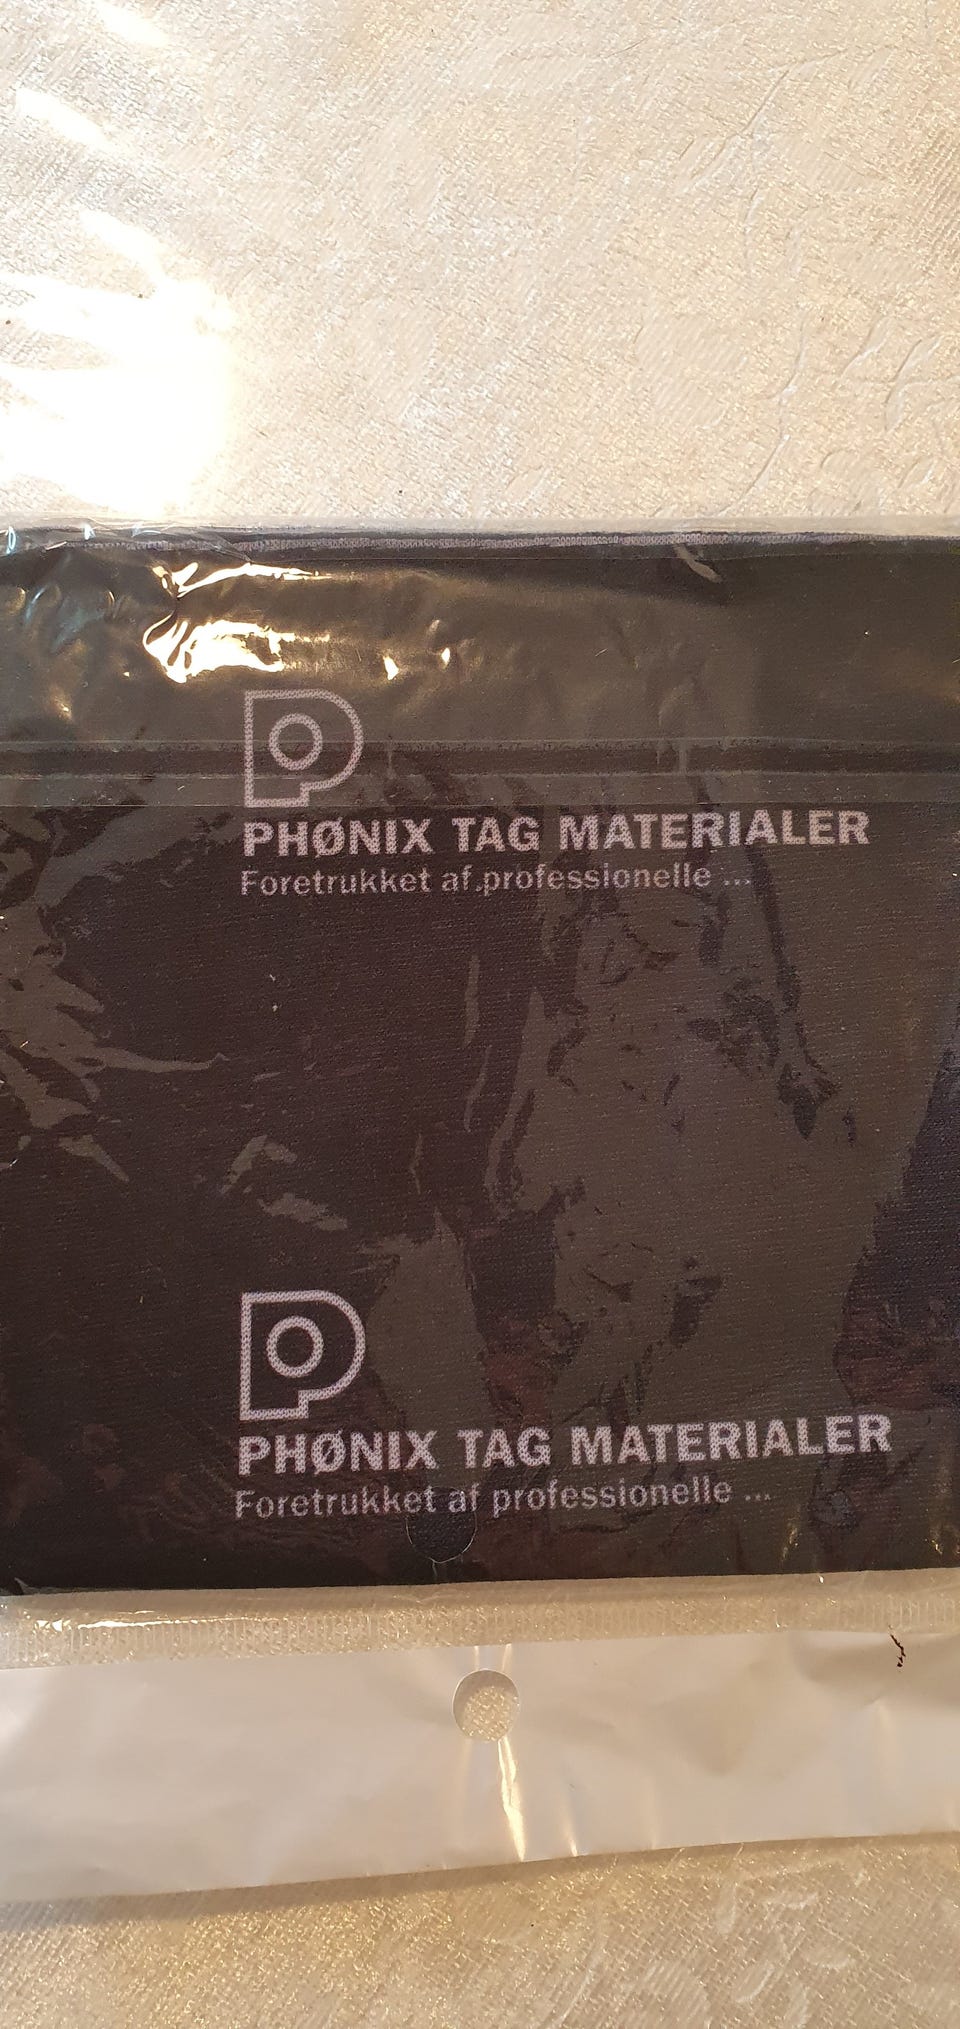 PHØNIX TAG MATERIALER
Foretrukket af professionelle ...
PHØNIX TAG MATERIALER
Foretrukket af professionelle ...